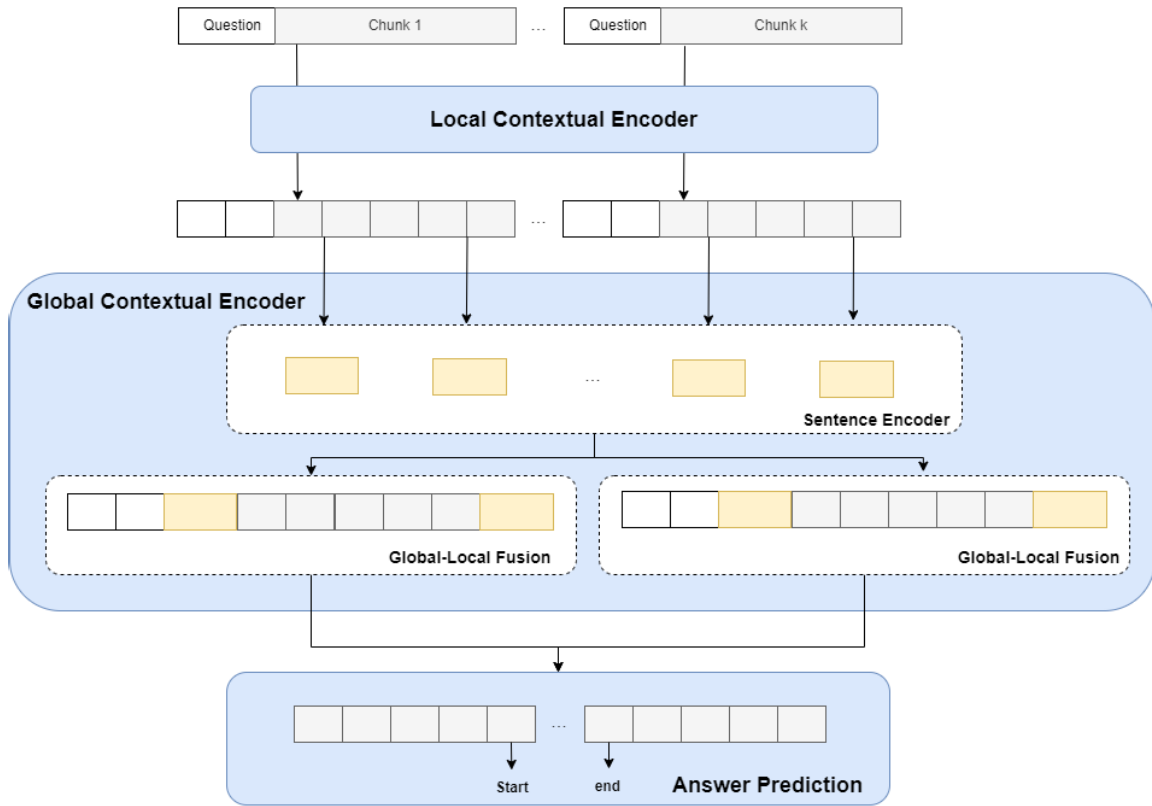 Question
Chunk 1
...
Question
Chunk k
Local Contextual Encoder
...
Global Contextual Encoder
...
Sentence Encoder
Global-Local Fusion
Global-Local Fusion
...
Start
end
Answer Prediction